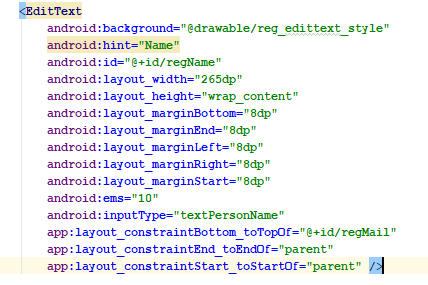 <EditText
android:background="@drawable/reg_edittext_style"
android:hint="Name"
android:id="@+id/regName"
android:layout_width="265dp"
android:layout_height="wrap_content"
android:layout_marginBottom="8dp"
android:layout_marginEnd="8dp"
android:layout_marginLeft="8dp"
android:layout_marginRight="8dp"
android:layout_marginStart="8dp"
android:ems="10"
android:inputType="textPersonName"
app:layout_constraintBottom_toTopOf="@+id/regMail"
app:layout_constraintEnd_toEndOf="parent"
app:layout_constraintStart_toStartOf="parent" />